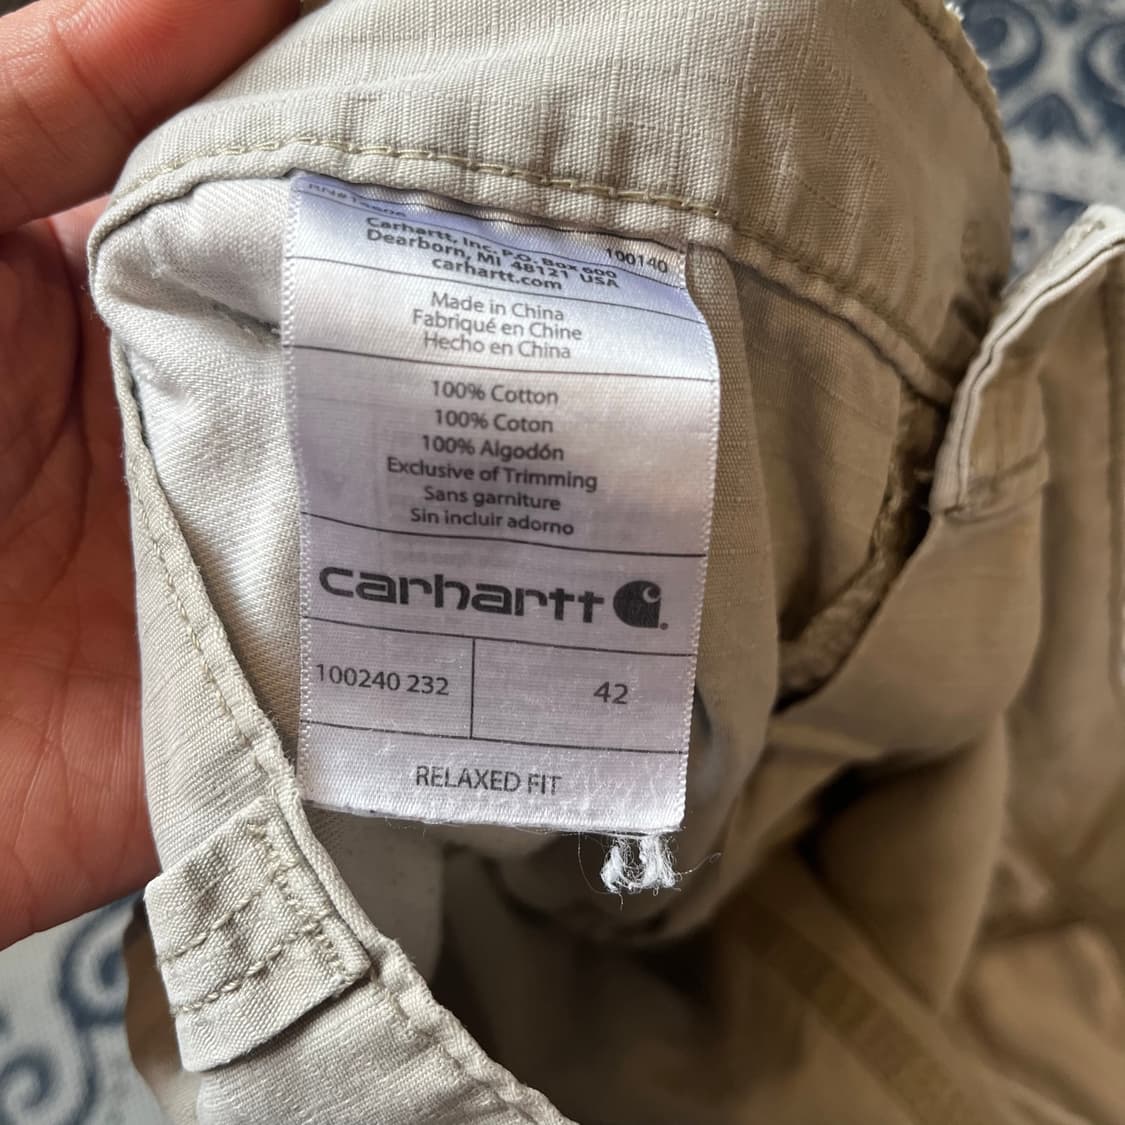 RN#14806
Carhartt, Inc. P.O. Box 600
Dearborn, MI 48121 USA
carhartt.com
100140
Made in China
Fabriqué en Chine
Hecho en China
100% Cotton
100% Coton
100% Algodón
Exclusive of Trimming
Sans garniture
Sin incluir adorno
carhartt
100240 232
42
RELAXED FIT